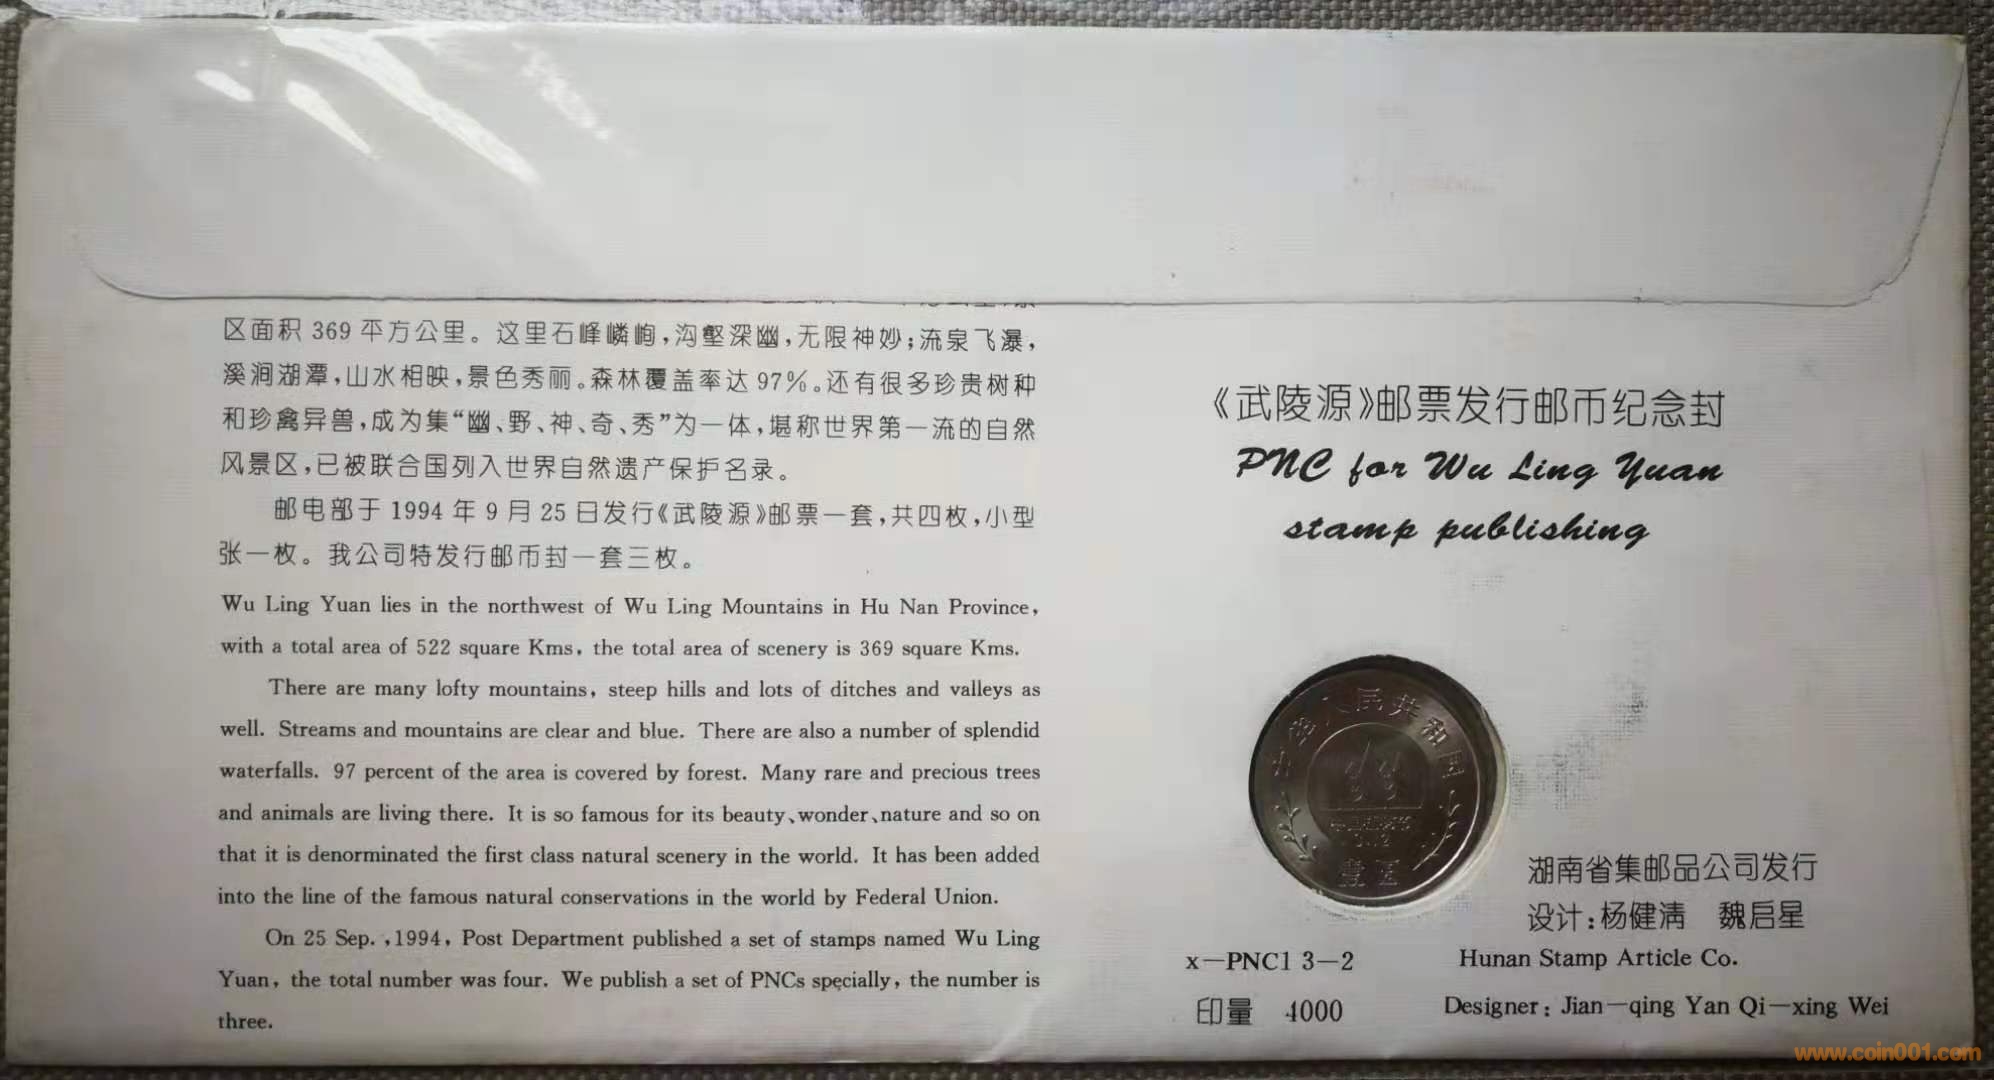 区面积 369 平方公里。这里石峰嶙峋,沟壑深幽,无限神妙;流泉飞瀑,
溪涧湖潭,山水相映,景色秀丽。森林覆盖率达 97%。还有很多珍贵树种
和珍禽异兽,成为集“幽、野、神、奇、秀”为一体,堪称世界第一流的自然
风景区,已被联合国列入世界自然遗产保护名录。
邮电部于 1994 年 9 月 25 日发行《武陵源》邮票一套,共四枚,小型
张一枚。我公司特发行邮币封一套三枚。
Wu Ling Yuan lies in the northwest of Wu Ling Mountains in Hu Nan Province,
with a total area of 522 square Kms, the total area of scenery is 369 square Kms.
There are many lofty mountains, steep hills and lots of ditches and valleys as
well. Streams and mountains are clear and blue. There are also a number of splendid
waterfalls. 97 percent of the area is covered by forest. Many rare and precious trees
and animals are living there. It is so famous for its beauty、wonder、nature and so on
that it is denorminated the first class natural scenery in the world. It has been added
into the line of the famous natural conservations in the world by Federal Union.
On 25 Sep. ,1994, Post Department published a set of stamps named Wu Ling
Yuan, the total number was four. We publish a set of PNCs specially, the number is
three.
《武陵源》邮票发行邮币纪念封
PNC for Wu Ling Yuan
stamp publishing
中华人民共和国
湖南省集邮品公司发行
设计:杨健清 魏启星
x—PNC1 3—2
Hunan Stamp Article Co.
印量 4000
Designer: Jian—qing Yan Qi—xing Wei
www.coin001.com